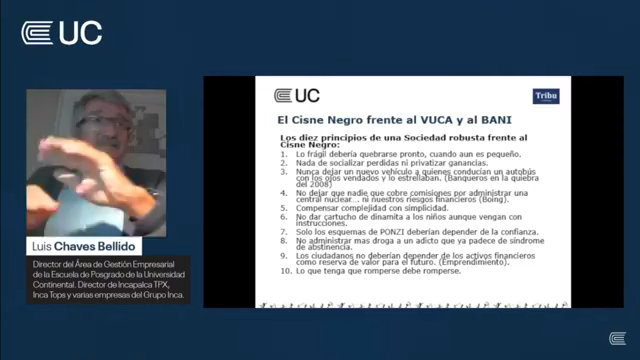 UC
Luis Chaves Bellido
Director del Área de Gestión Empresarial
de la Escuela de Posgrado de la Universidad
Continental. Director de Incapalca TPX,
Inca Tops y varias empresas del Grupo Inca.
UC
Tribu
El Cisne Negro frente al VUCA y al BANI
Los diez principios de una Sociedad robusta frente al
Cisne Negro:
1. Lo frágil debería quebrarse pronto, cuando aun es pequeño.
2. Nada de socializar perdidas ni privatizar ganancias.
3. Nunca dejar un nuevo vehículo a quienes conducían un autobús
con los ojos vendados y lo estrellaban. (Banqueros en la quiebra
del 2008)
4. No dejar que nadie que cobre comisiones por administrar una
central nuclear... ni nuestros riesgos financieros (Boing).
5. Compensar complejidad con simplicidad.
6. No dar cartucho de dinamita a los niños aunque vengan con
instrucciones.
7. Solo los esquemas de PONZI deberían depender de la confianza.
8. No administrar mas droga a un adicto que ya padece de síndrome
de abstinencia.
9. Los ciudadanos no deberían depender de los activos financieros
como reserva de valor para el futuro. (Emprendimiento).
10. Lo que tenga que romperse debe romperse.